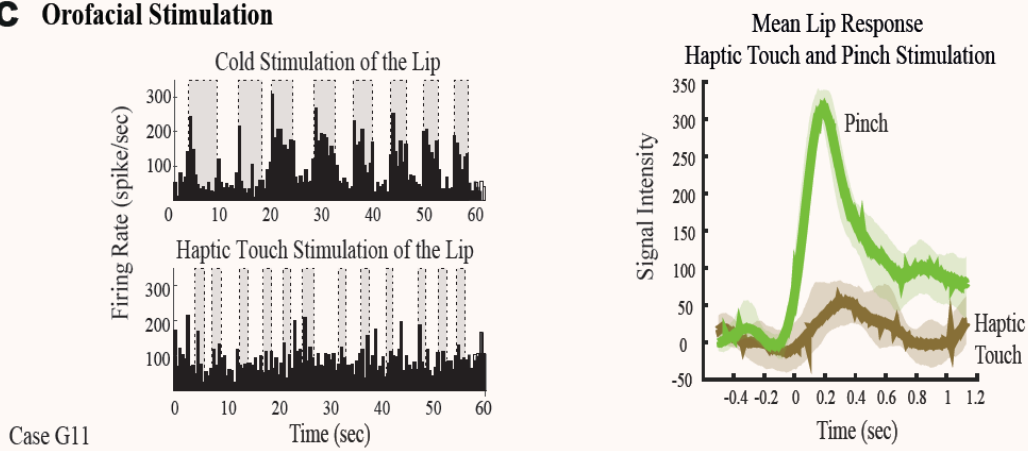 C Orofacial Stimulation
Cold Stimulation of the Lip
300
200
100
0 10 20 30 40 50 60
Firing Rate (spike/sec)
Haptic Touch Stimulation of the Lip
300
200
100
0 10 20 30 40 50 60
Time (sec)
Case G11
Mean Lip Response
Haptic Touch and Pinch Stimulation
350
300
250
200
150
100
50
0
-50
Signal Intensity
Pinch
Haptic
Touch
-0.4 -0.2 0 0.2 0.4 0.6 0.8 1 1.2
Time (sec)